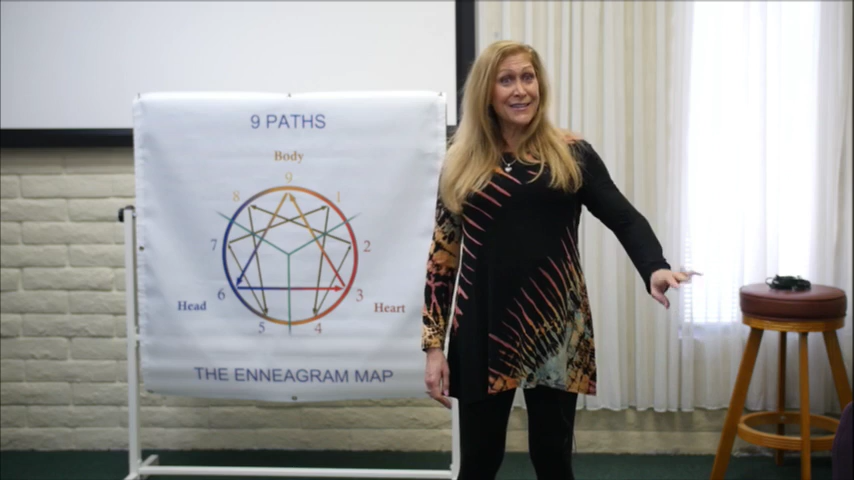 9 PATHS
Body
9
8 1
7 2
6 3
Head Heart
5 4
THE ENNEAGRAM MAP